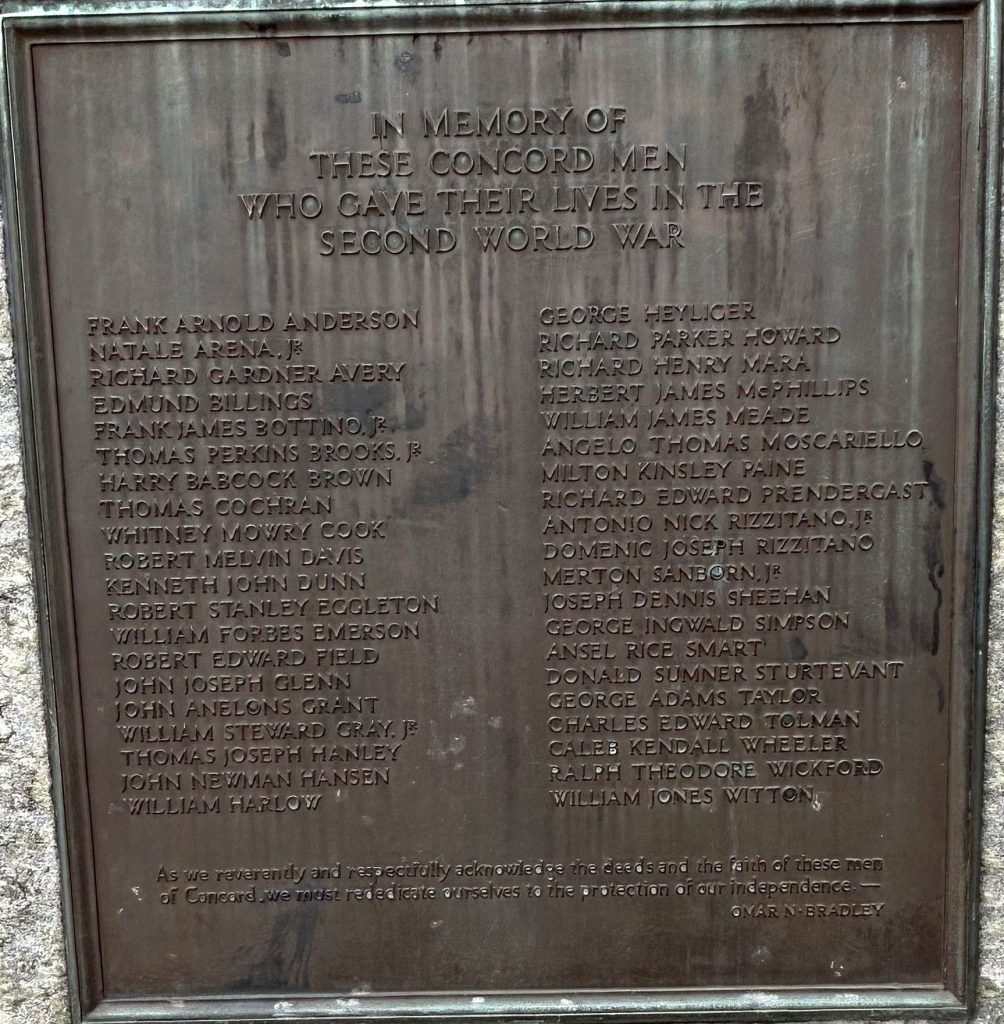 IN MEMORY OF
THESE CONCORD MEN
WHO GAVE THEIR LIVES IN THE
SECOND WORLD WAR
FRANK ARNOLD ANDERSON
NATALE ARENA, JR
RICHARD GARDNER AVERY
EDMUND BILLINGS
FRANK JAMES BOTTINO, JR.
THOMAS PERKINS BROOKS, JR
HARRY BABCOCK BROWN
THOMAS COCHRAN
WHITNEY MOWRY COOK
ROBERT MELVIN DAVIS
KENNETH JOHN DUNN
ROBERT STANLEY EGGLETON
WILLIAM FORBES EMERSON
ROBERT EDWARD FIELD
JOHN JOSEPH GLENN
JOHN ANELONS GRANT
WILLIAM STEWARD GRAY, JR
THOMAS JOSEPH HANLEY
JOHN NEWMAN HANSEN
WILLIAM HARLOW
GEORGE HEYLIGER
RICHARD PARKER HOWARD
RICHARD HENRY MARA
HERBERT JAMES McPHILLIPS
WILLIAM JAMES MEADE
ANGELO THOMAS MOSCARIELLO
MILTON KINSLEY PAINE
RICHARD EDWARD PRENDERGAST
ANTONIO NICK RIZZITANO, JR
DOMENIC JOSEPH RIZZITANO
MERTON SANBORN, JR
JOSEPH DENNIS SHEEHAN
GEORGE INGWALD SIMPSON
ANSEL RICE SMART
DONALD SUMNER STURTEVANT
GEORGE ADAMS TAYLOR
CHARLES EDWARD TOLMAN
CALEB KENDALL WHEELER
RALPH THEODORE WICKFORD
WILLIAM JONES WITTON
As we reverently and respectfully acknowledge the deeds and the faith of these men
of Concord, we must rededicate ourselves to the protection of our independence —
OMAR N·BRADLEY